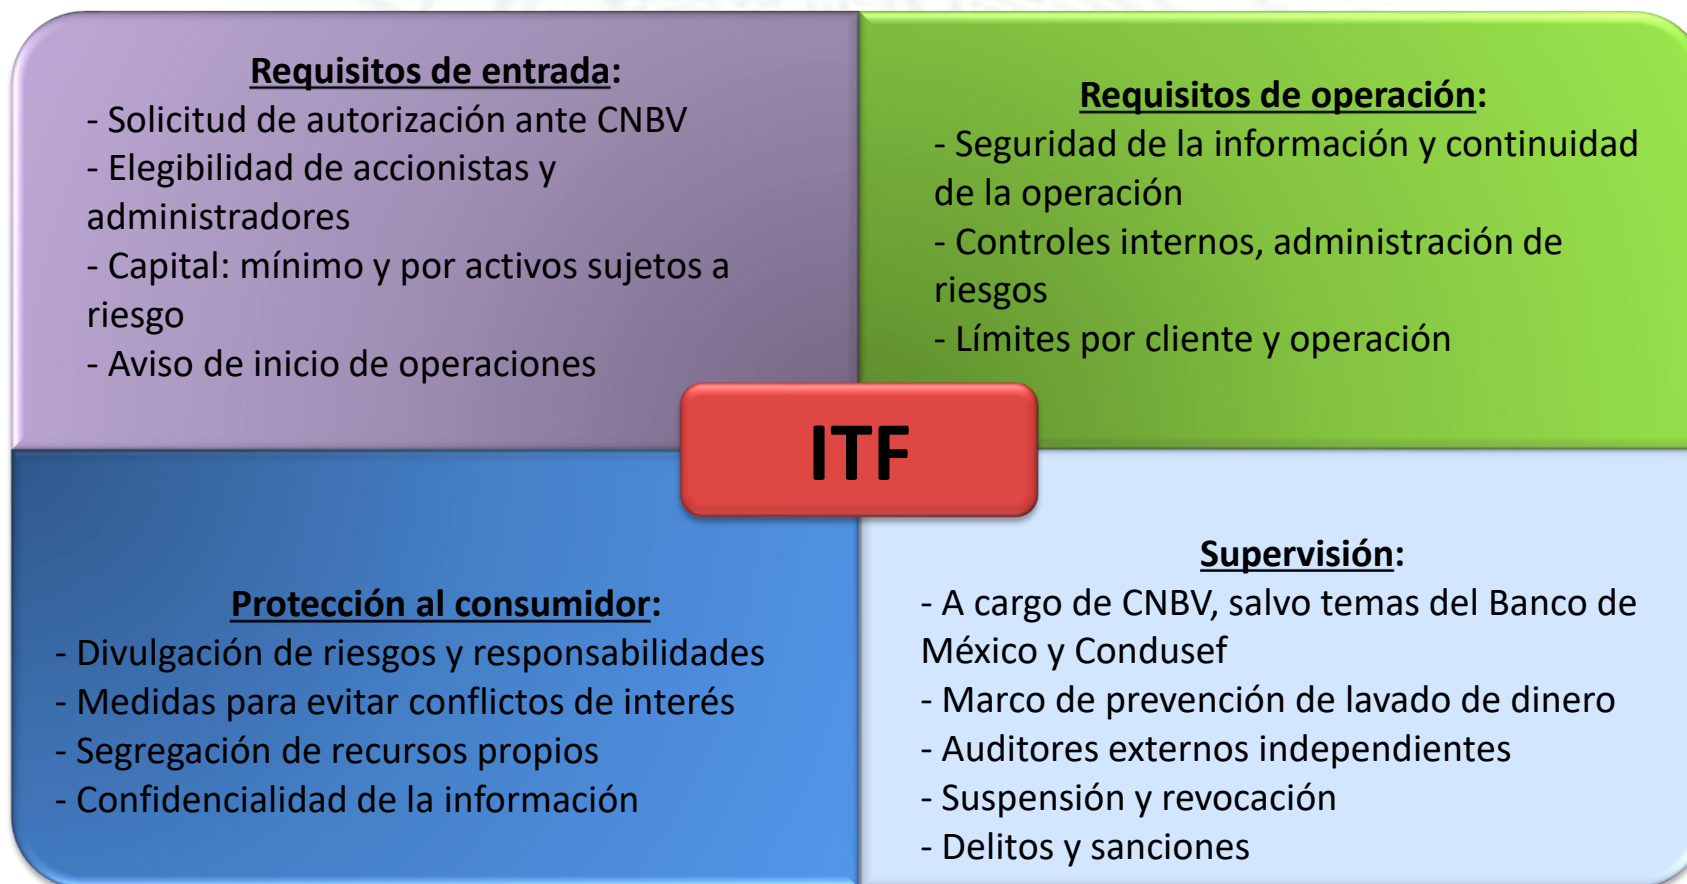 Requisitos de entrada:
- Solicitud de autorización ante CNBV
- Elegibilidad de accionistas y
administradores
- Capital: mínimo y por activos sujetos a
riesgo
- Aviso de inicio de operaciones
Requisitos de operación:
- Seguridad de la información y continuidad
de la operación
- Controles internos, administración de
riesgos
- Límites por cliente y operación
ITF
Protección al consumidor:
- Divulgación de riesgos y responsabilidades
- Medidas para evitar conflictos de interés
- Segregación de recursos propios
- Confidencialidad de la información
Supervisión:
- A cargo de CNBV, salvo temas del Banco de
México y Condusef
- Marco de prevención de lavado de dinero
- Auditores externos independientes
- Suspensión y revocación
- Delitos y sanciones